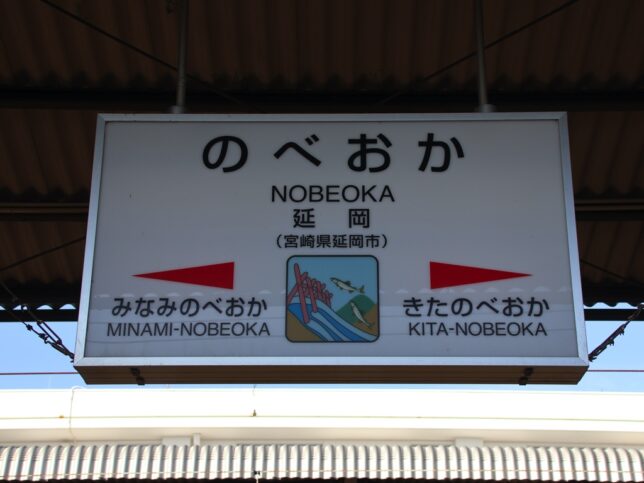 のべおか
NOBEOKA
延岡
(宮崎県延岡市)
みなみのべおか
MINAMI-NOBEOKA
きたのべおか
KITA-NOBEOKA